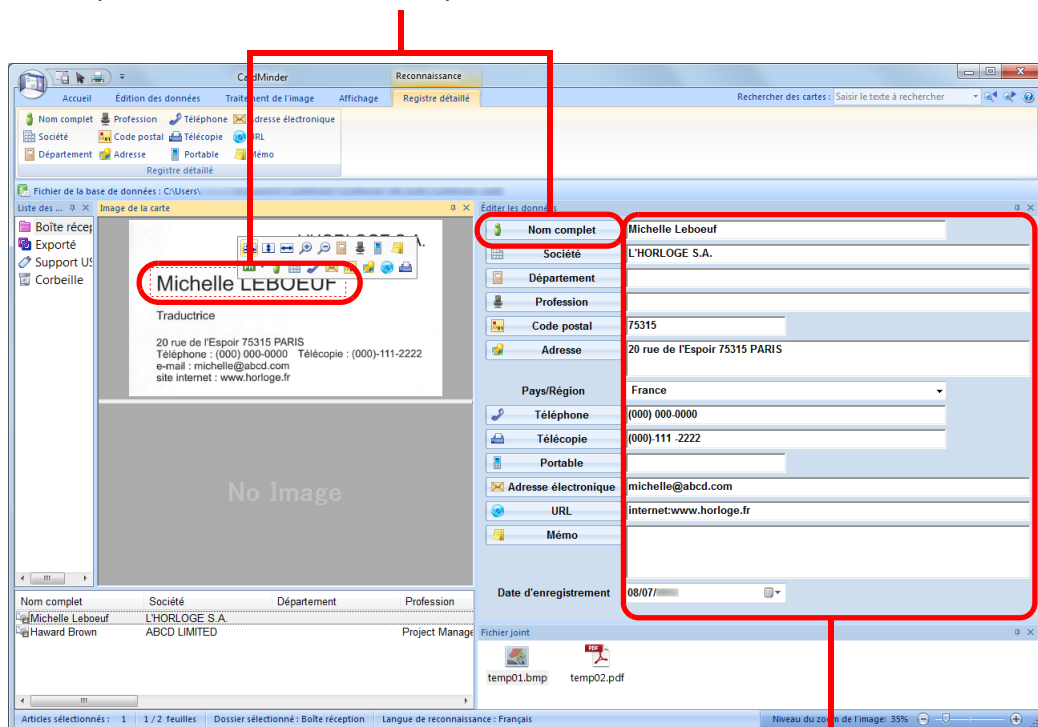 CardMinder
Reconnaissance
Accueil Édition des données Traitement de l'image Affichage Registre détaillé
Rechercher des cartes : Saisir le texte à rechercher
Nom complet Profession Téléphone Adresse électronique
Société Code postal Télécopie URL
Département Adresse Portable Mémo
Registre détaillé
Fichier de la base de données : C:\Users\
Liste des ... Image de la carte Éditer les données
Boîte récep
Exporté
Support US
Corbeille
Michelle LEBOEUF
Traductrice
20 rue de l'Espoir 75315 PARIS
Téléphone : (000) 000-0000 Télécopie : (000)-111-2222
e-mail : michelle@abcd.com
site internet : www.horloge.fr
No Image
Nom complet Michelle Leboeuf
Société L'HORLOGE S.A.
Département
Profession
Code postal 75315
Adresse 20 rue de l'Espoir 75315 PARIS
Pays/Région France
Téléphone (000) 000-0000
Télécopie (000)-111 -2222
Portable
Adresse électronique michelle@abcd.com
URL internet:www.horloge.fr
Mémo
Date d'enregistrement 08/07/
Nom complet Société Département Profession
Michelle Leboeuf L'HORLOGE S.A.
Haward Brown ABCD LIMITED Project Manage
Fichier joint
PDF
temp01.bmp temp02.pdf
Articles sélectionnés : 1 1 / 2 feuilles Dossier sélectionné : Boîte réception Langue de reconnaissance : Français Niveau du zoom de l'image: 35%